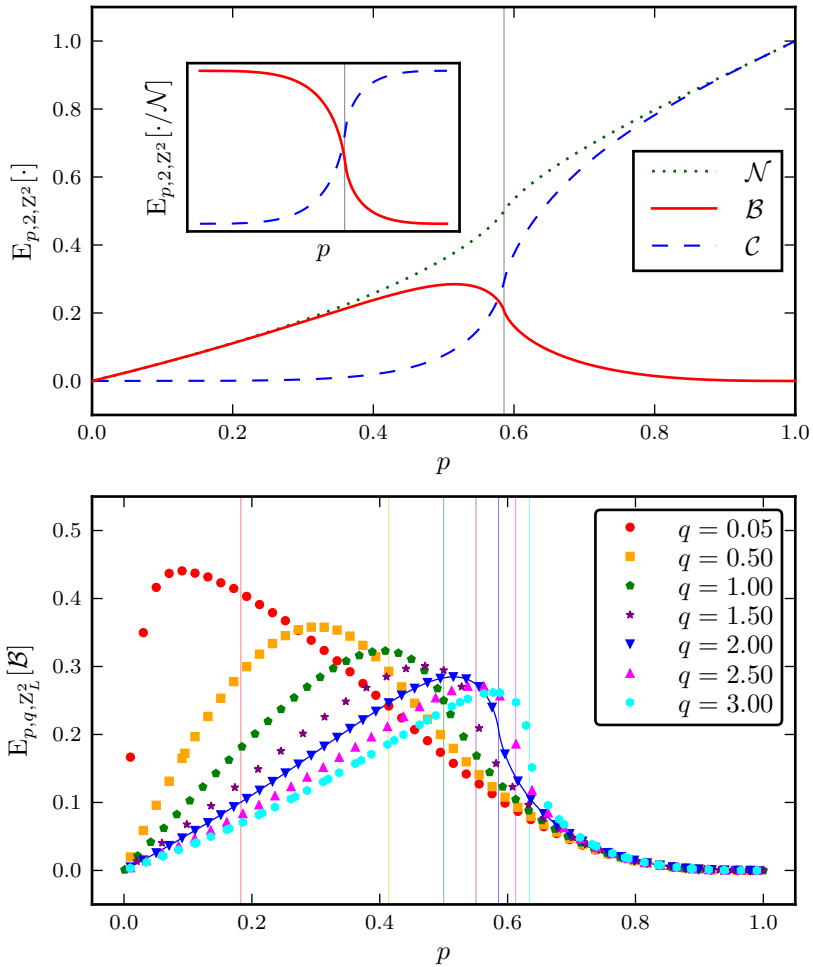 E_{p,2,Z^2}[·]
1.0
0.8
0.6
0.4
0.2
0.0
E_{p,2,Z^2}[·/𝒩]
p
𝒩
ℬ
𝒞
0.0 0.2 0.4 0.6 0.8 1.0
p
E_{p,q,Z_L^2}[ℬ]
0.5
0.4
0.3
0.2
0.1
0.0
q = 0.05
q = 0.50
q = 1.00
q = 1.50
q = 2.00
q = 2.50
q = 3.00
0.0 0.2 0.4 0.6 0.8 1.0
p